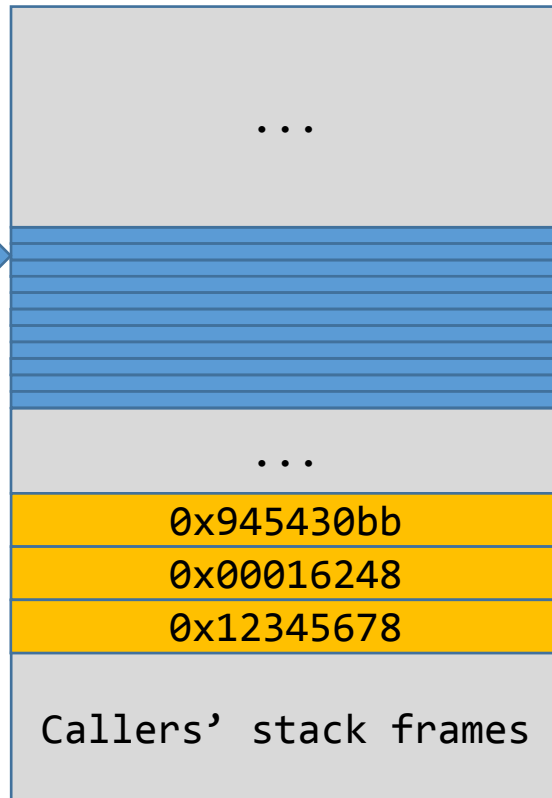 ...
...
0x945430bb
0x00016248
0x12345678
Callers’ stack frames